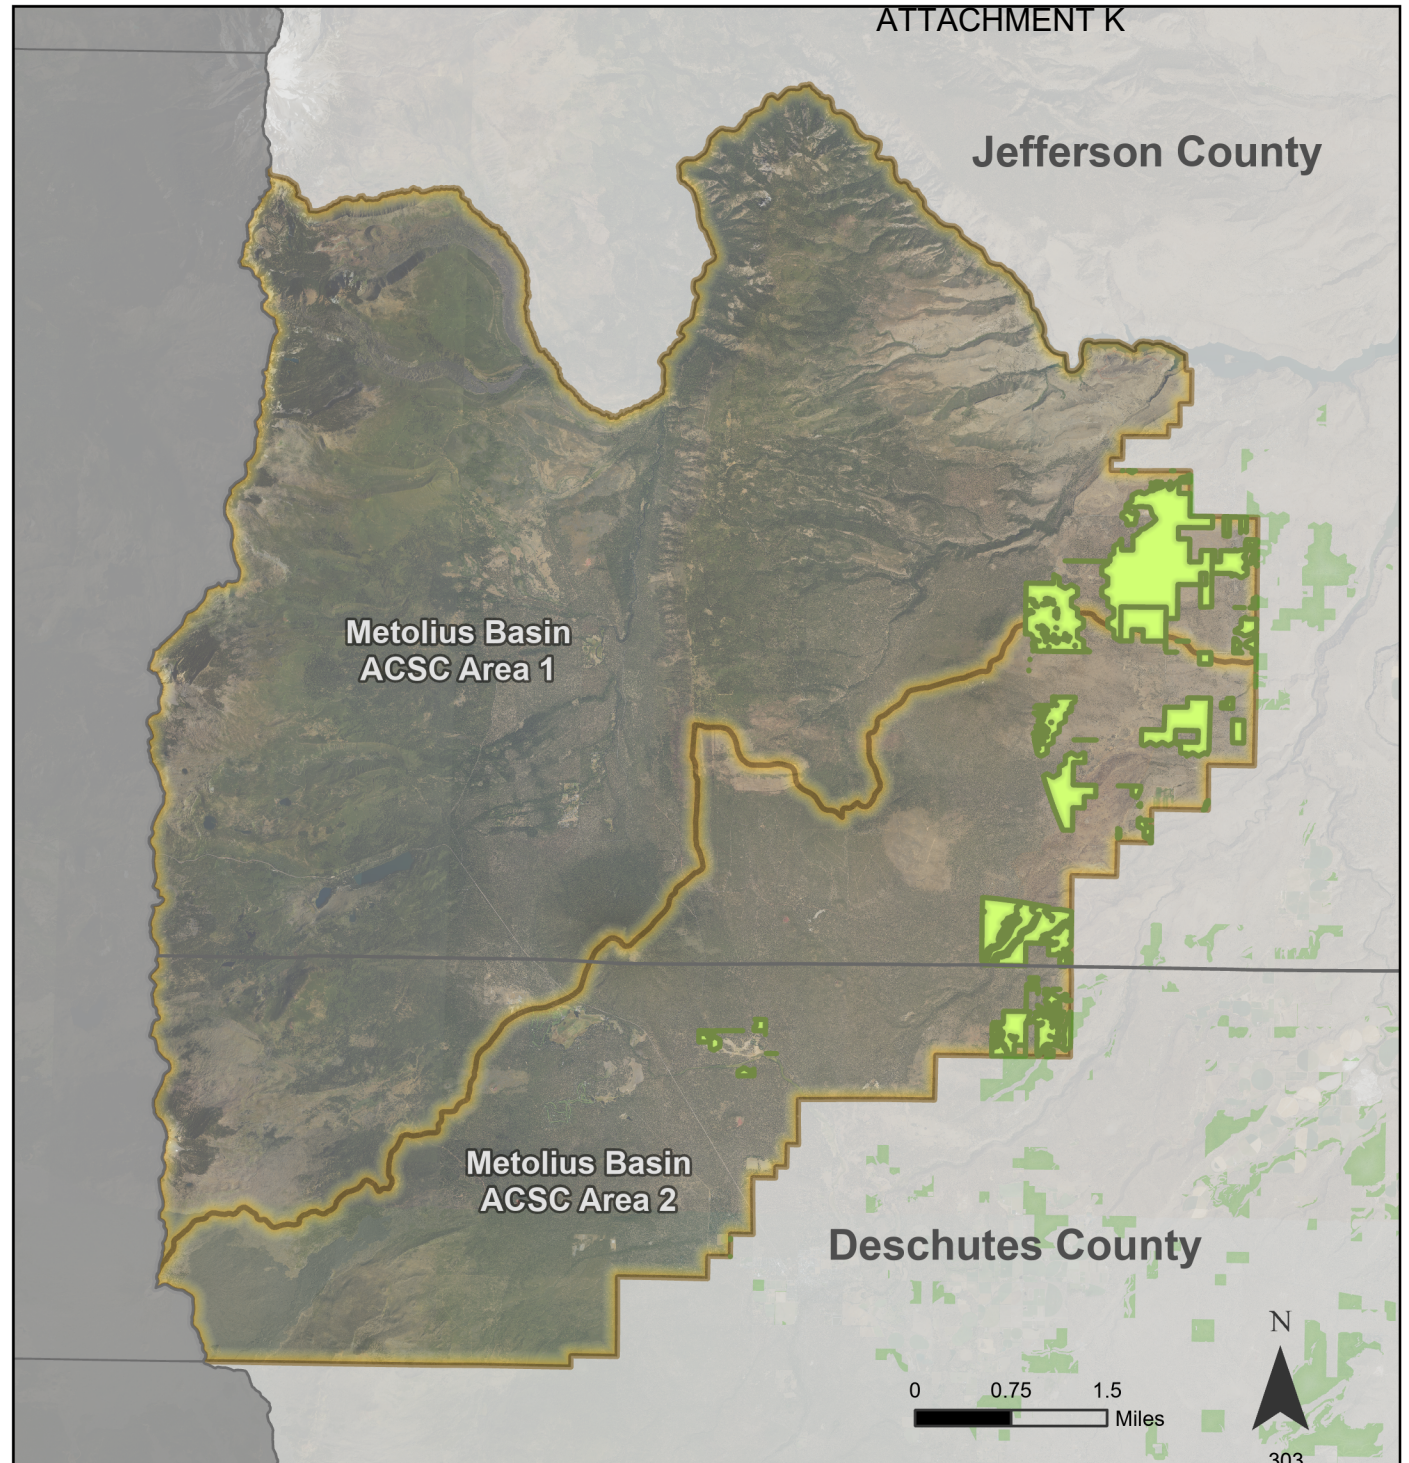 ATTACHMENT K
Jefferson County
Metolius Basin
ACSC Area 1
Metolius Basin
ACSC Area 2
Deschutes County
N
0 0.75 1.5
Miles
303